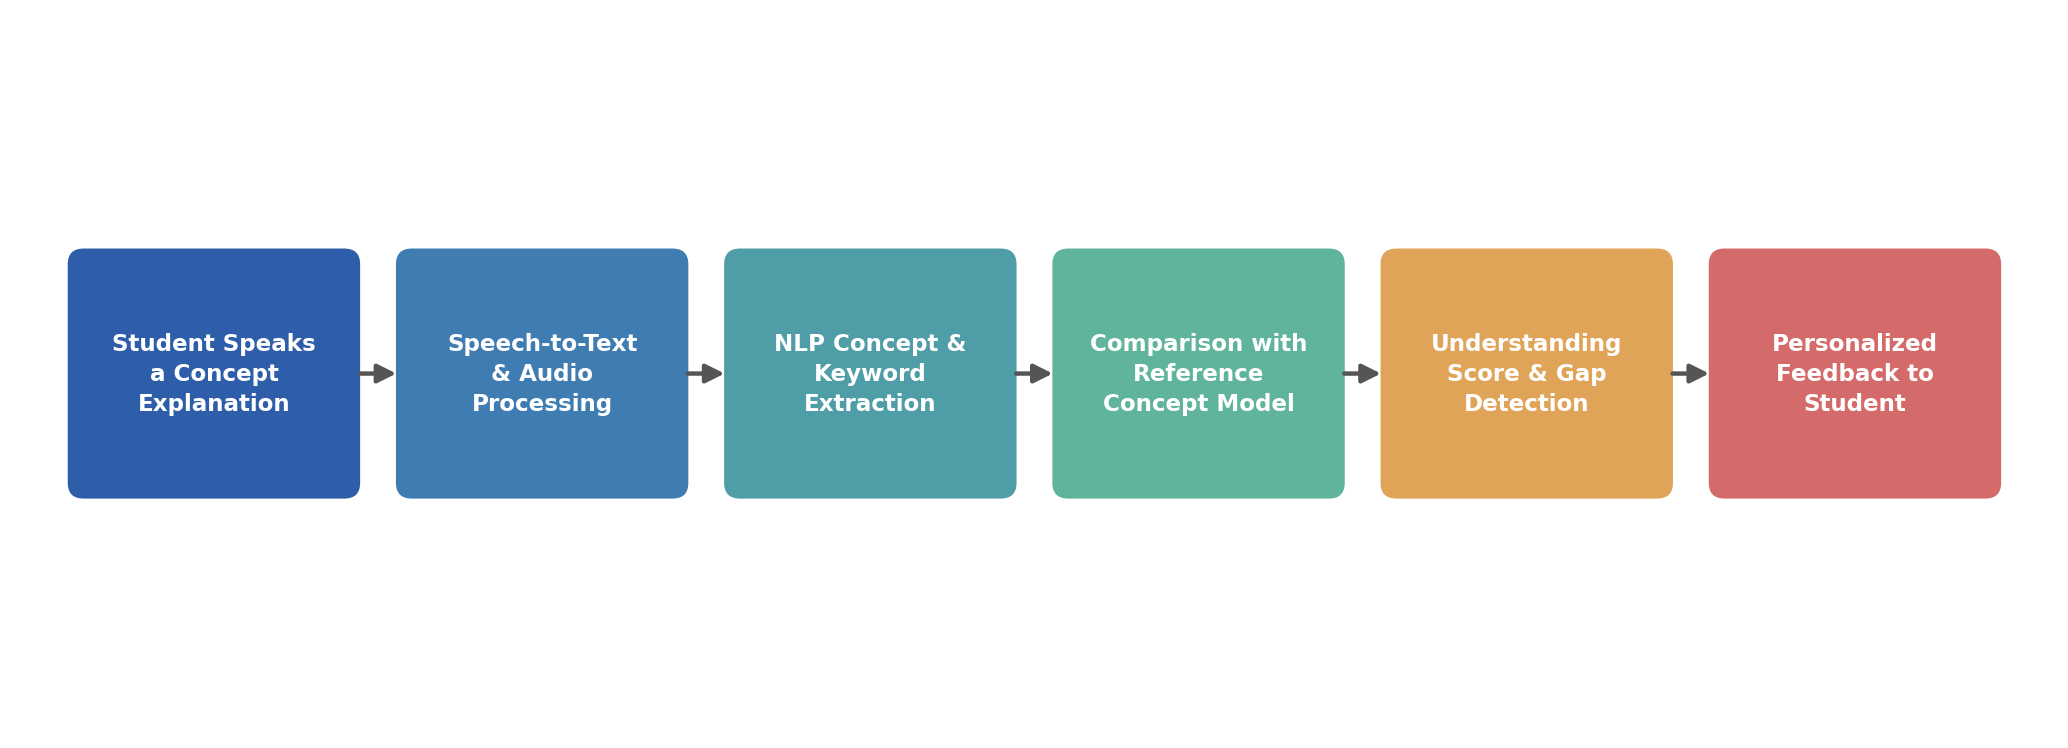 Student Speaks
a Concept
Explanation
Speech-to-Text
& Audio
Processing
NLP Concept &
Keyword
Extraction
Comparison with
Reference
Concept Model
Understanding
Score & Gap
Detection
Personalized
Feedback to
Student